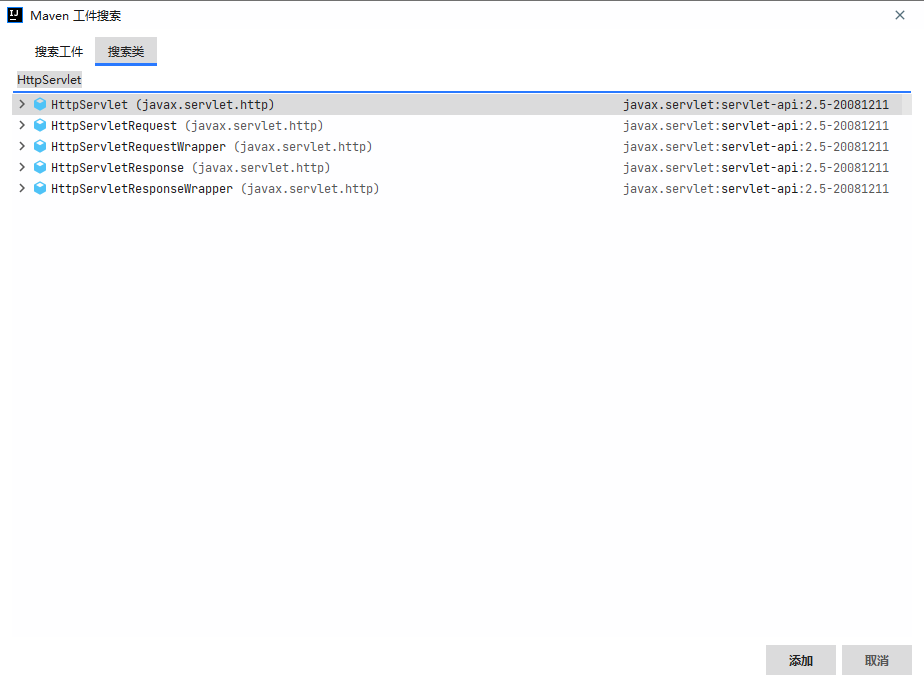 Maven 工件搜索
搜索工件 搜索类
HttpServlet
HttpServlet (javax.servlet.http) javax.servlet:servlet-api:2.5-20081211
HttpServletRequest (javax.servlet.http) javax.servlet:servlet-api:2.5-20081211
HttpServletRequestWrapper (javax.servlet.http) javax.servlet:servlet-api:2.5-20081211
HttpServletResponse (javax.servlet.http) javax.servlet:servlet-api:2.5-20081211
HttpServletResponseWrapper (javax.servlet.http) javax.servlet:servlet-api:2.5-20081211
添加 取消